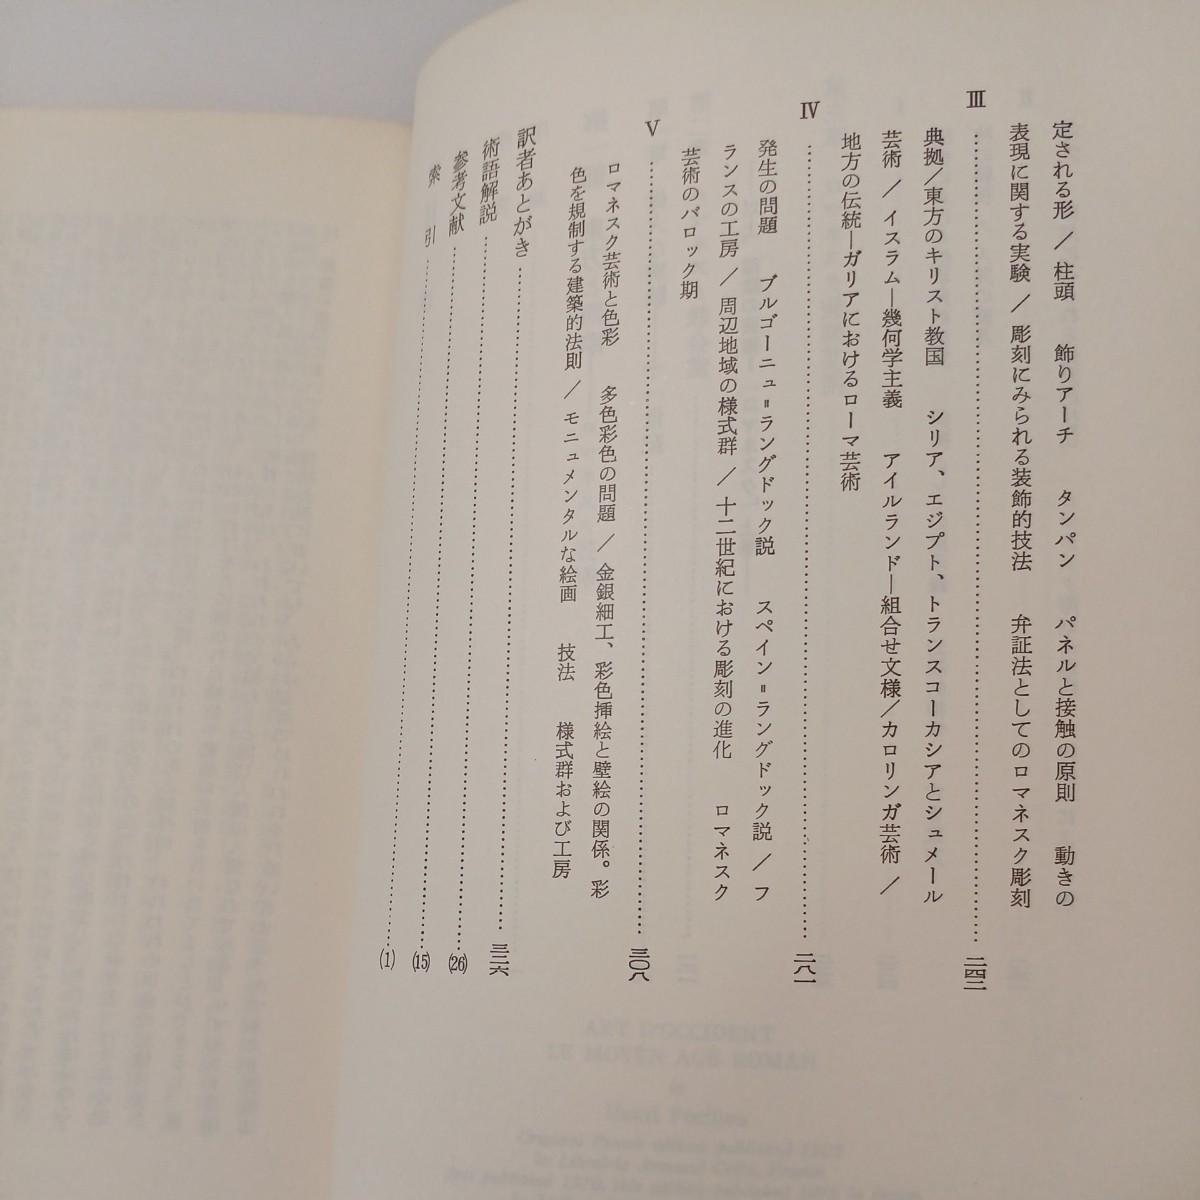 定される形 / 柱頭 飾りアーチ タンパン パネルと接触の原則 動きの
表現に関する実験 / 彫刻にみられる装飾的技法 弁証法としてのロマネスク彫刻
Ⅲ ……………………………… 二四二
典拠/東方のキリスト教国 シリア、エジプト、トランスコーカシアとシュメール
芸術 / イスラム―幾何学主義 アイルランド―組合せ文様/カロリンガ芸術 /
地方の伝統―ガリアにおけるローマ芸術
Ⅳ ……………………………… 二八一
発生の問題 ブルゴーニュ=ラングドック説 スペイン=ラングドック説 / フ
ランスの工房 / 周辺地域の様式群 / 十二世紀における彫刻の進化 ロマネスク
芸術のバロック期
Ⅴ ……………………………… 三〇八
ロマネスク芸術と色彩 多色彩色の問題 / 金銀細工、彩色挿絵と壁絵の関係。彩
色を規制する建築的法則 / モニュメンタルな絵画 技法 様式群および工房
訳者あとがき ……………………………… 三三六
術語解説 ……………………………… (26)
参考文献 ……………………………… (15)
索引 ……………………………… (1)
ART D'OCCIDENT
LE MOYEN AGE ROMAN
Henri Focillon